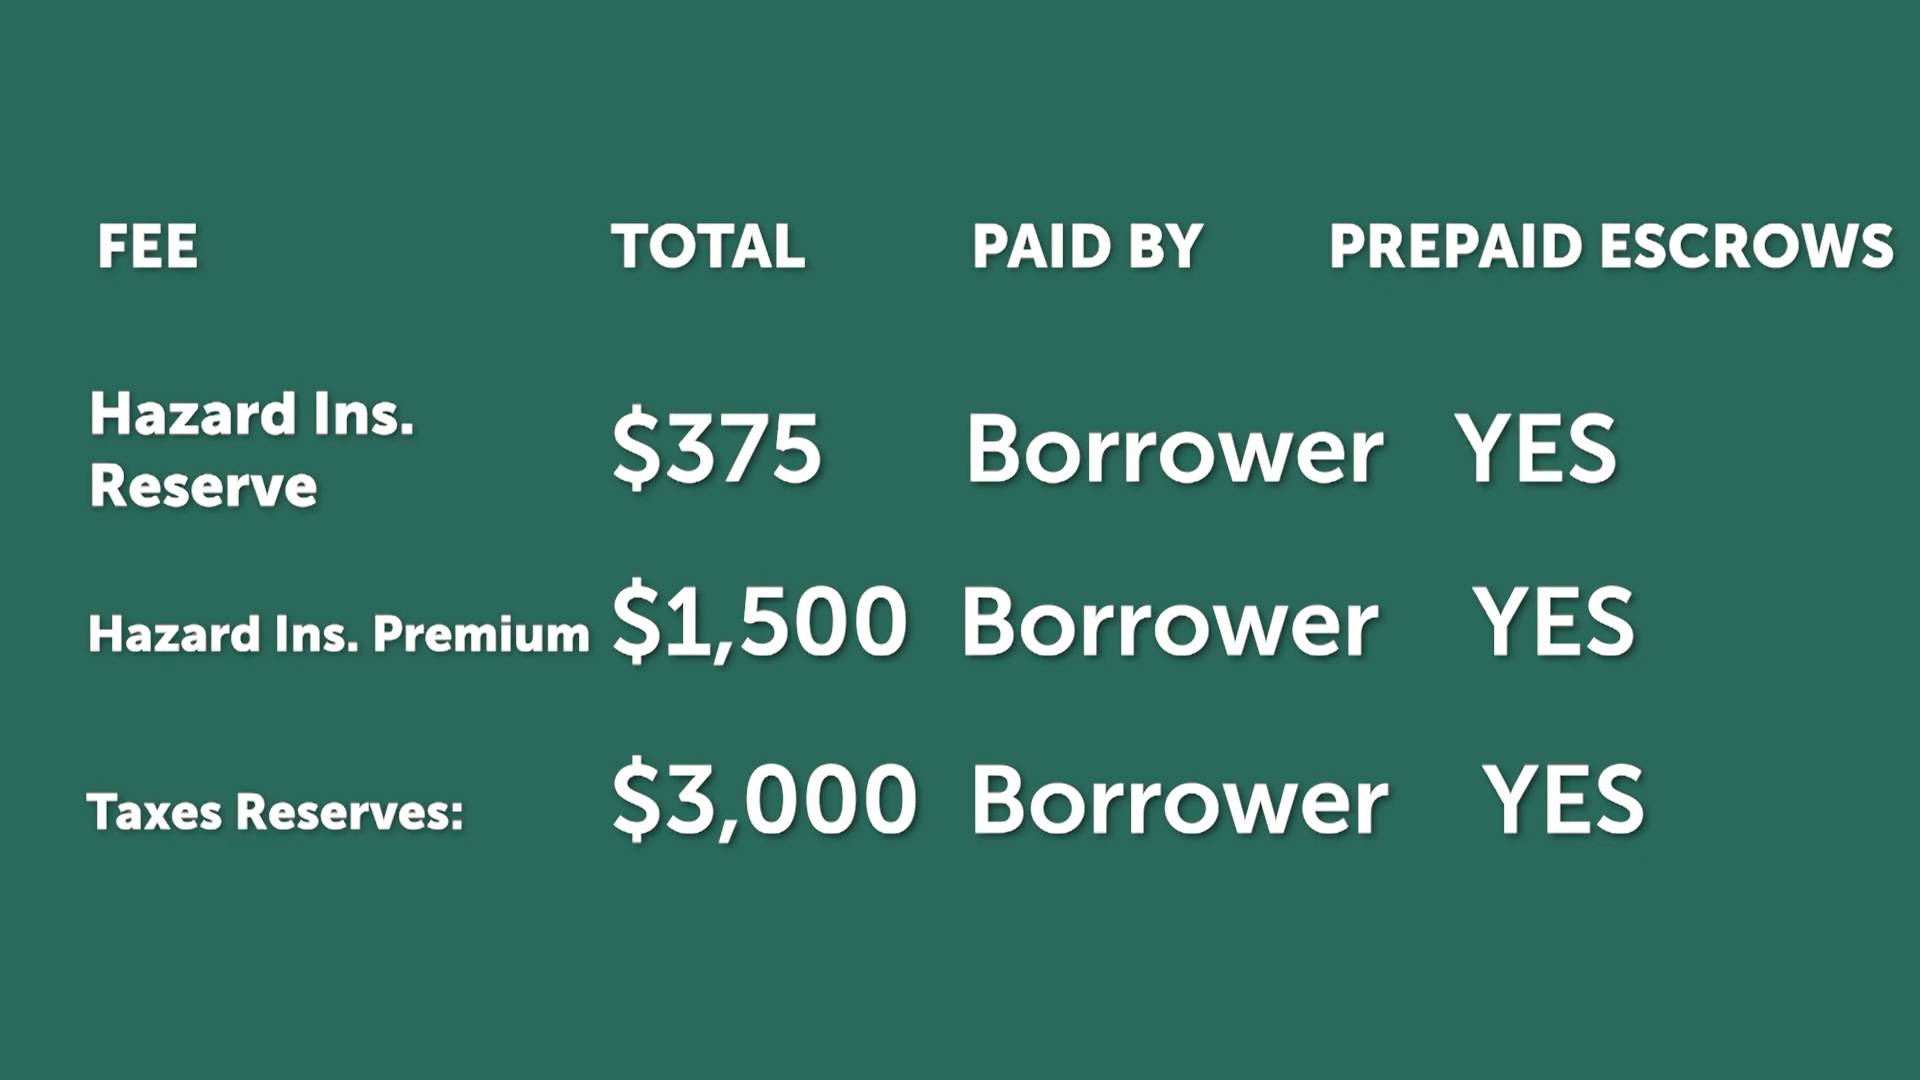 FEE TOTAL PAID BY PREPAID ESCROWS
Hazard Ins.
Reserve $375 Borrower YES
Hazard Ins. Premium $1,500 Borrower YES
Taxes Reserves: $3,000 Borrower YES